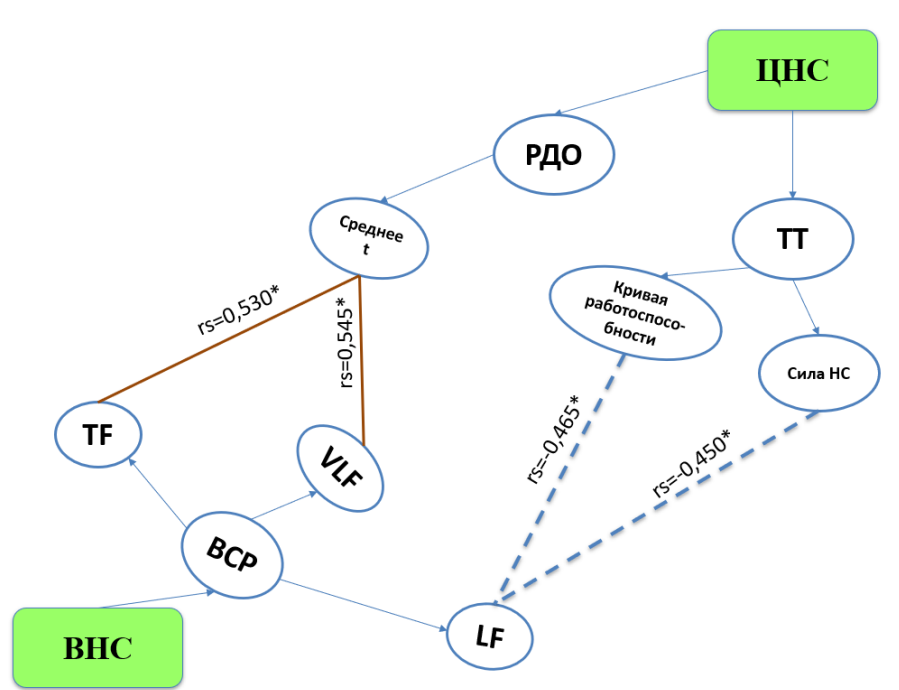 ЦНС
РДО
Среднее
t
ТТ
Кривая
работоспосо-
бности
Сила НС
rs=0,530*
rs=0,545*
TF
VLF
rs=-0,465*
rs=-0,450*
ВСР
LF
ВНС